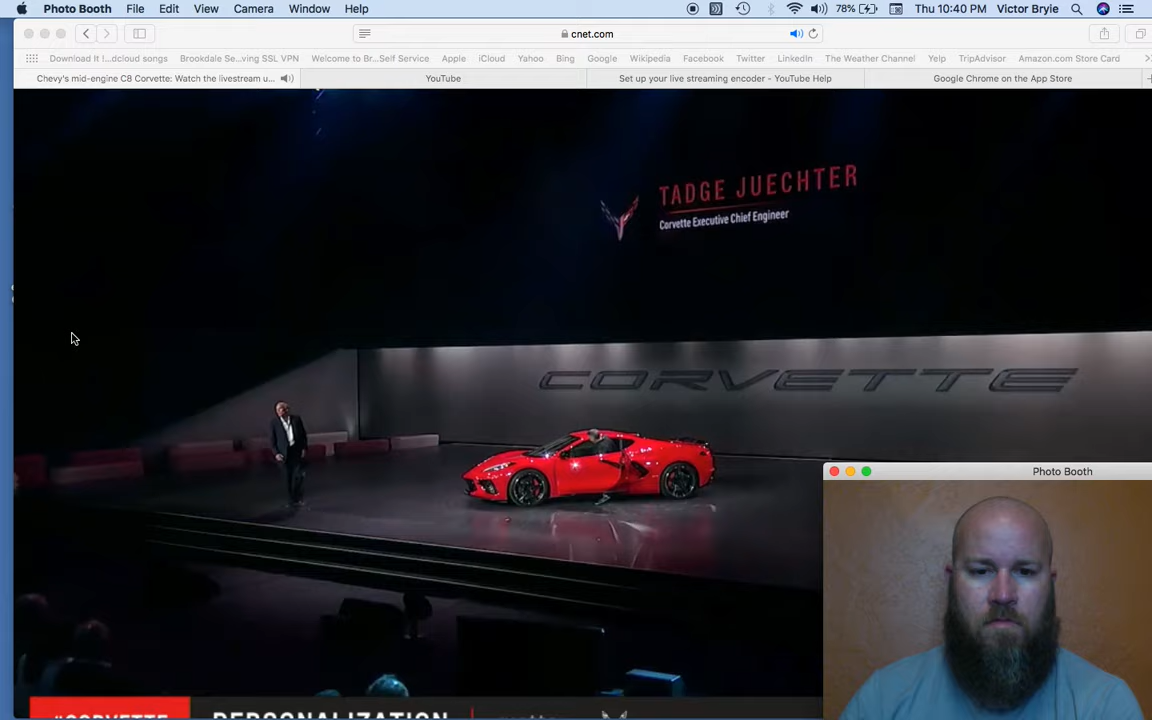 Photo Booth File Edit View Camera Window Help 78% Thu 10:40 PM Victor Bryie
cnet.com
Download It !...dcloud songs Brookdale Se...ving SSL VPN Welcome to Br...Self Service Apple iCloud Yahoo Bing Google Wikipedia Facebook Twitter LinkedIn The Weather Channel Yelp TripAdvisor Amazon.com Store Card
Chevy's mid-engine C8 Corvette: Watch the livestream u... YouTube Set up your live streaming encoder - YouTube Help Google Chrome on the App Store
TADGE JUECHTER
Corvette Executive Chief Engineer
CORVETTE
Photo Booth
#CORVETTE PERSONALIZATION